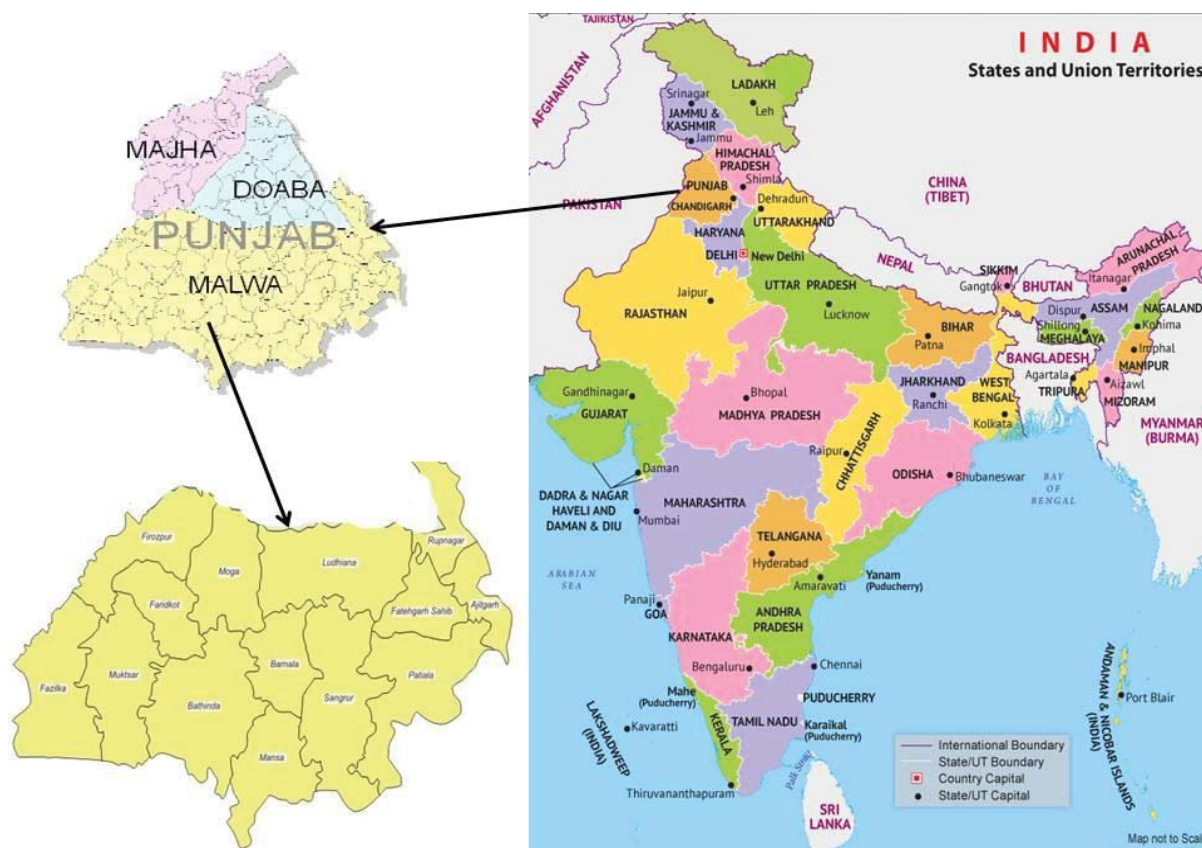 MAJHA
DOABA
PUNJAB
MALWA
Firozpur
Moga
Ludhiana
Rupnagar
Faridkot
Fatehgarh Sahib
Ajitgarh
Fazilka
Muktsar
Barnala
Patiala
Bathinda
Sangrur
Mansa
INDIA
States and Union Territories
TAJIKISTAN
AFGHANISTAN
PAKISTAN
CHINA
(TIBET)
NEPAL
BHUTAN
BANGLADESH
MYANMAR
(BURMA)
SRI
LANKA
LADAKH
Leh
Srinagar
JAMMU &
KASHMIR
Jammu
HIMACHAL
PRADESH
Shimla
PUNJAB
CHANDIGARH
Dehradun
UTTARAKHAND
HARYANA
DELHI
New Delhi
RAJASTHAN
Jaipur
UTTAR PRADESH
Lucknow
BIHAR
Patna
SIKKIM
Gangtok
ARUNACHAL
PRADESH
Itanagar
ASSAM
Dispur
NAGALAND
Kohima
Shillong
MEGHALAYA
Imphal
MANIPUR
Agartala
TRIPURA
Aizawl
MIZORAM
WEST
BENGAL
Kolkata
JHARKHAND
Ranchi
Gandhinagar
GUJARAT
Bhopal
MADHYA PRADESH
Raipur
CHHATTISGARH
ODISHA
Bhubaneswar
Daman
DADRA & NAGAR
HAVELI AND
DAMAN & DIU
MAHARASHTRA
Mumbai
TELANGANA
Hyderabad
Amaravati
Yanam
(Puducherry)
ANDHRA
PRADESH
Panaji
GOA
KARNATAKA
Bengaluru
Chennai
Mahe
(Puducherry)
PUDUCHERRY
TAMIL NADU
Karaikal
(Puducherry)
KERALA
Thiruvananthapuram
Kavaratti
LAKSHADWEEP
(INDIA)
ARABIAN
SEA
BAY
OF
BENGAL
Palk Strait
ANDAMAN & NICOBAR ISLANDS
(INDIA)
Port Blair
International Boundary
State/UT Boundary
Country Capital
State/UT Capital
Map not to Scal